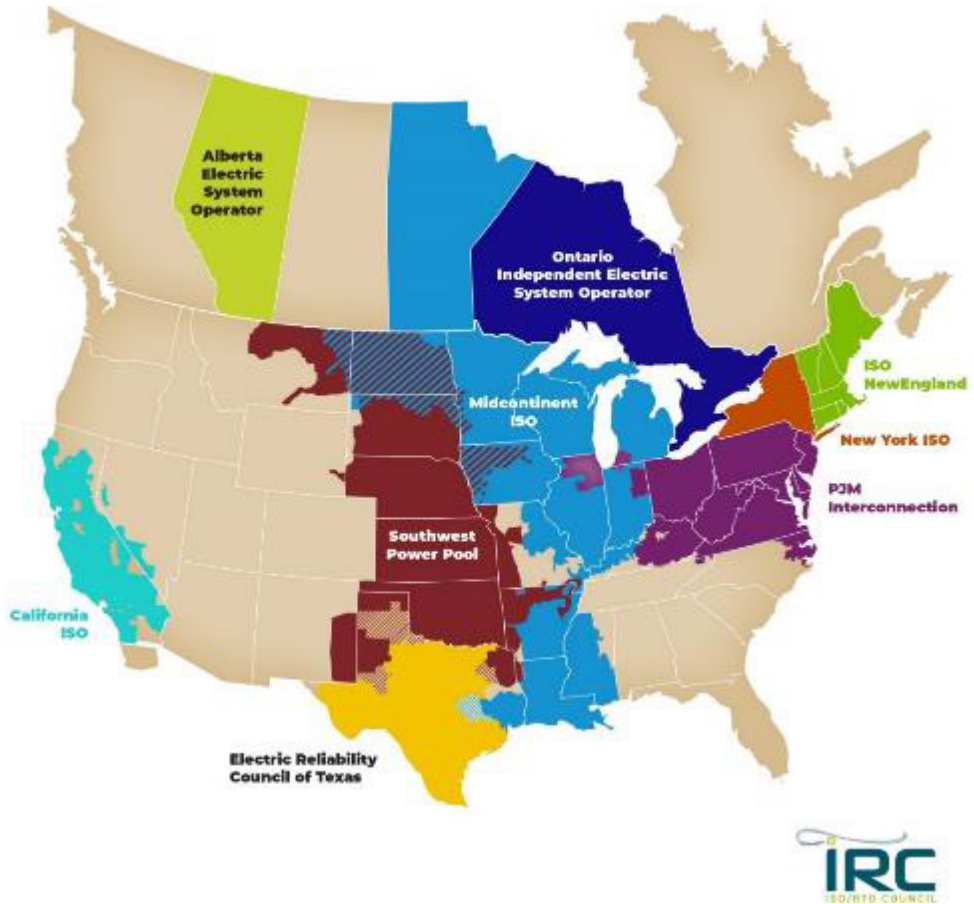 Alberta
Electric
System
Operator
Ontario
Independent Electric
System Operator
ISO
NewEngland
Midcontinent
ISO
New York ISO
PJM
Interconnection
Southwest
Power Pool
California
ISO
Electric Reliability
Council of Texas
iRC
ISO/RTO COUNCIL